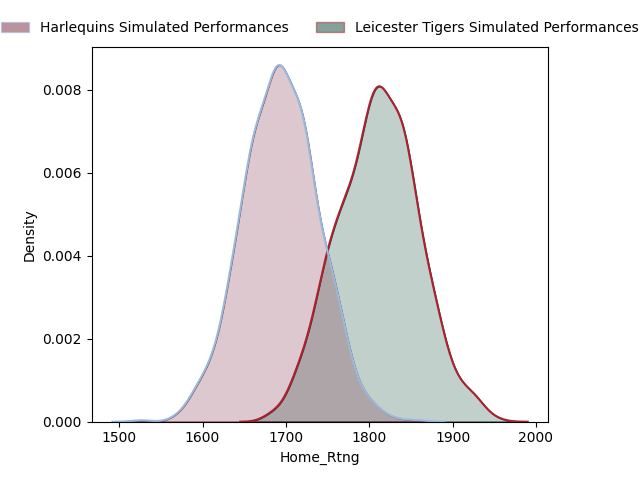 Harlequins Simulated Performances Leicester Tigers Simulated Performances
0.008
0.006
0.004
0.002
0.000
Density
1500 1600 1700 1800 1900 2000
Home_Rtng